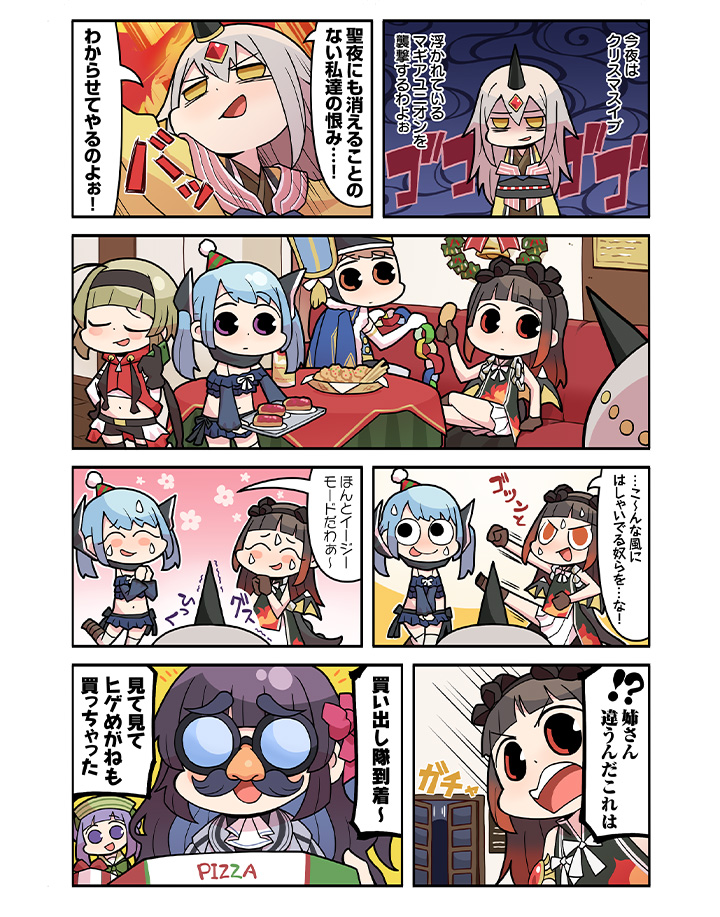 今夜は
クリスマスイブ
浮かれている
マギアユニオンを
襲撃するわよぉ
ゴゴゴゴ
聖夜にも消えることの
ない私達の恨み…!
わからせてやるのよぉ!
バーッ
…こ〜んな風に
はしゃいでる奴らを…な!
ゴッツンと
ほんとイージー
モードだわぁ〜
グス
ひっく
!?
姉さん
違うんだこれは
ガチャ
買い出し隊到着〜
見て見て
ヒゲめがねも
買っちゃった
PIZZA